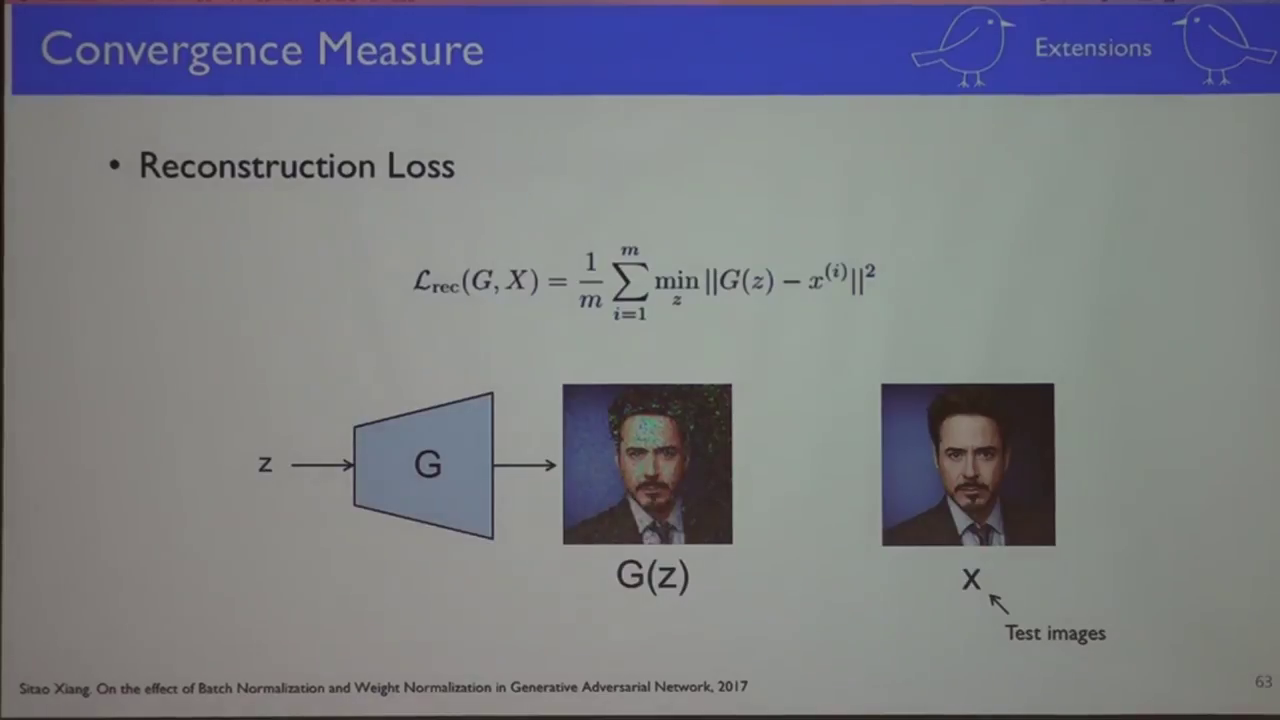 Convergence Measure
Extensions
• Reconstruction Loss
$\mathcal{L}_{\text{rec}}(G, X) = \frac{1}{m} \sum_{i=1}^{m} \min_{z} ||G(z) - x^{(i)}||^2$
z
G
G(z)
x
Test images
Sitao Xiang. On the effect of Batch Normalization and Weight Normalization in Generative Adversarial Network, 2017
63